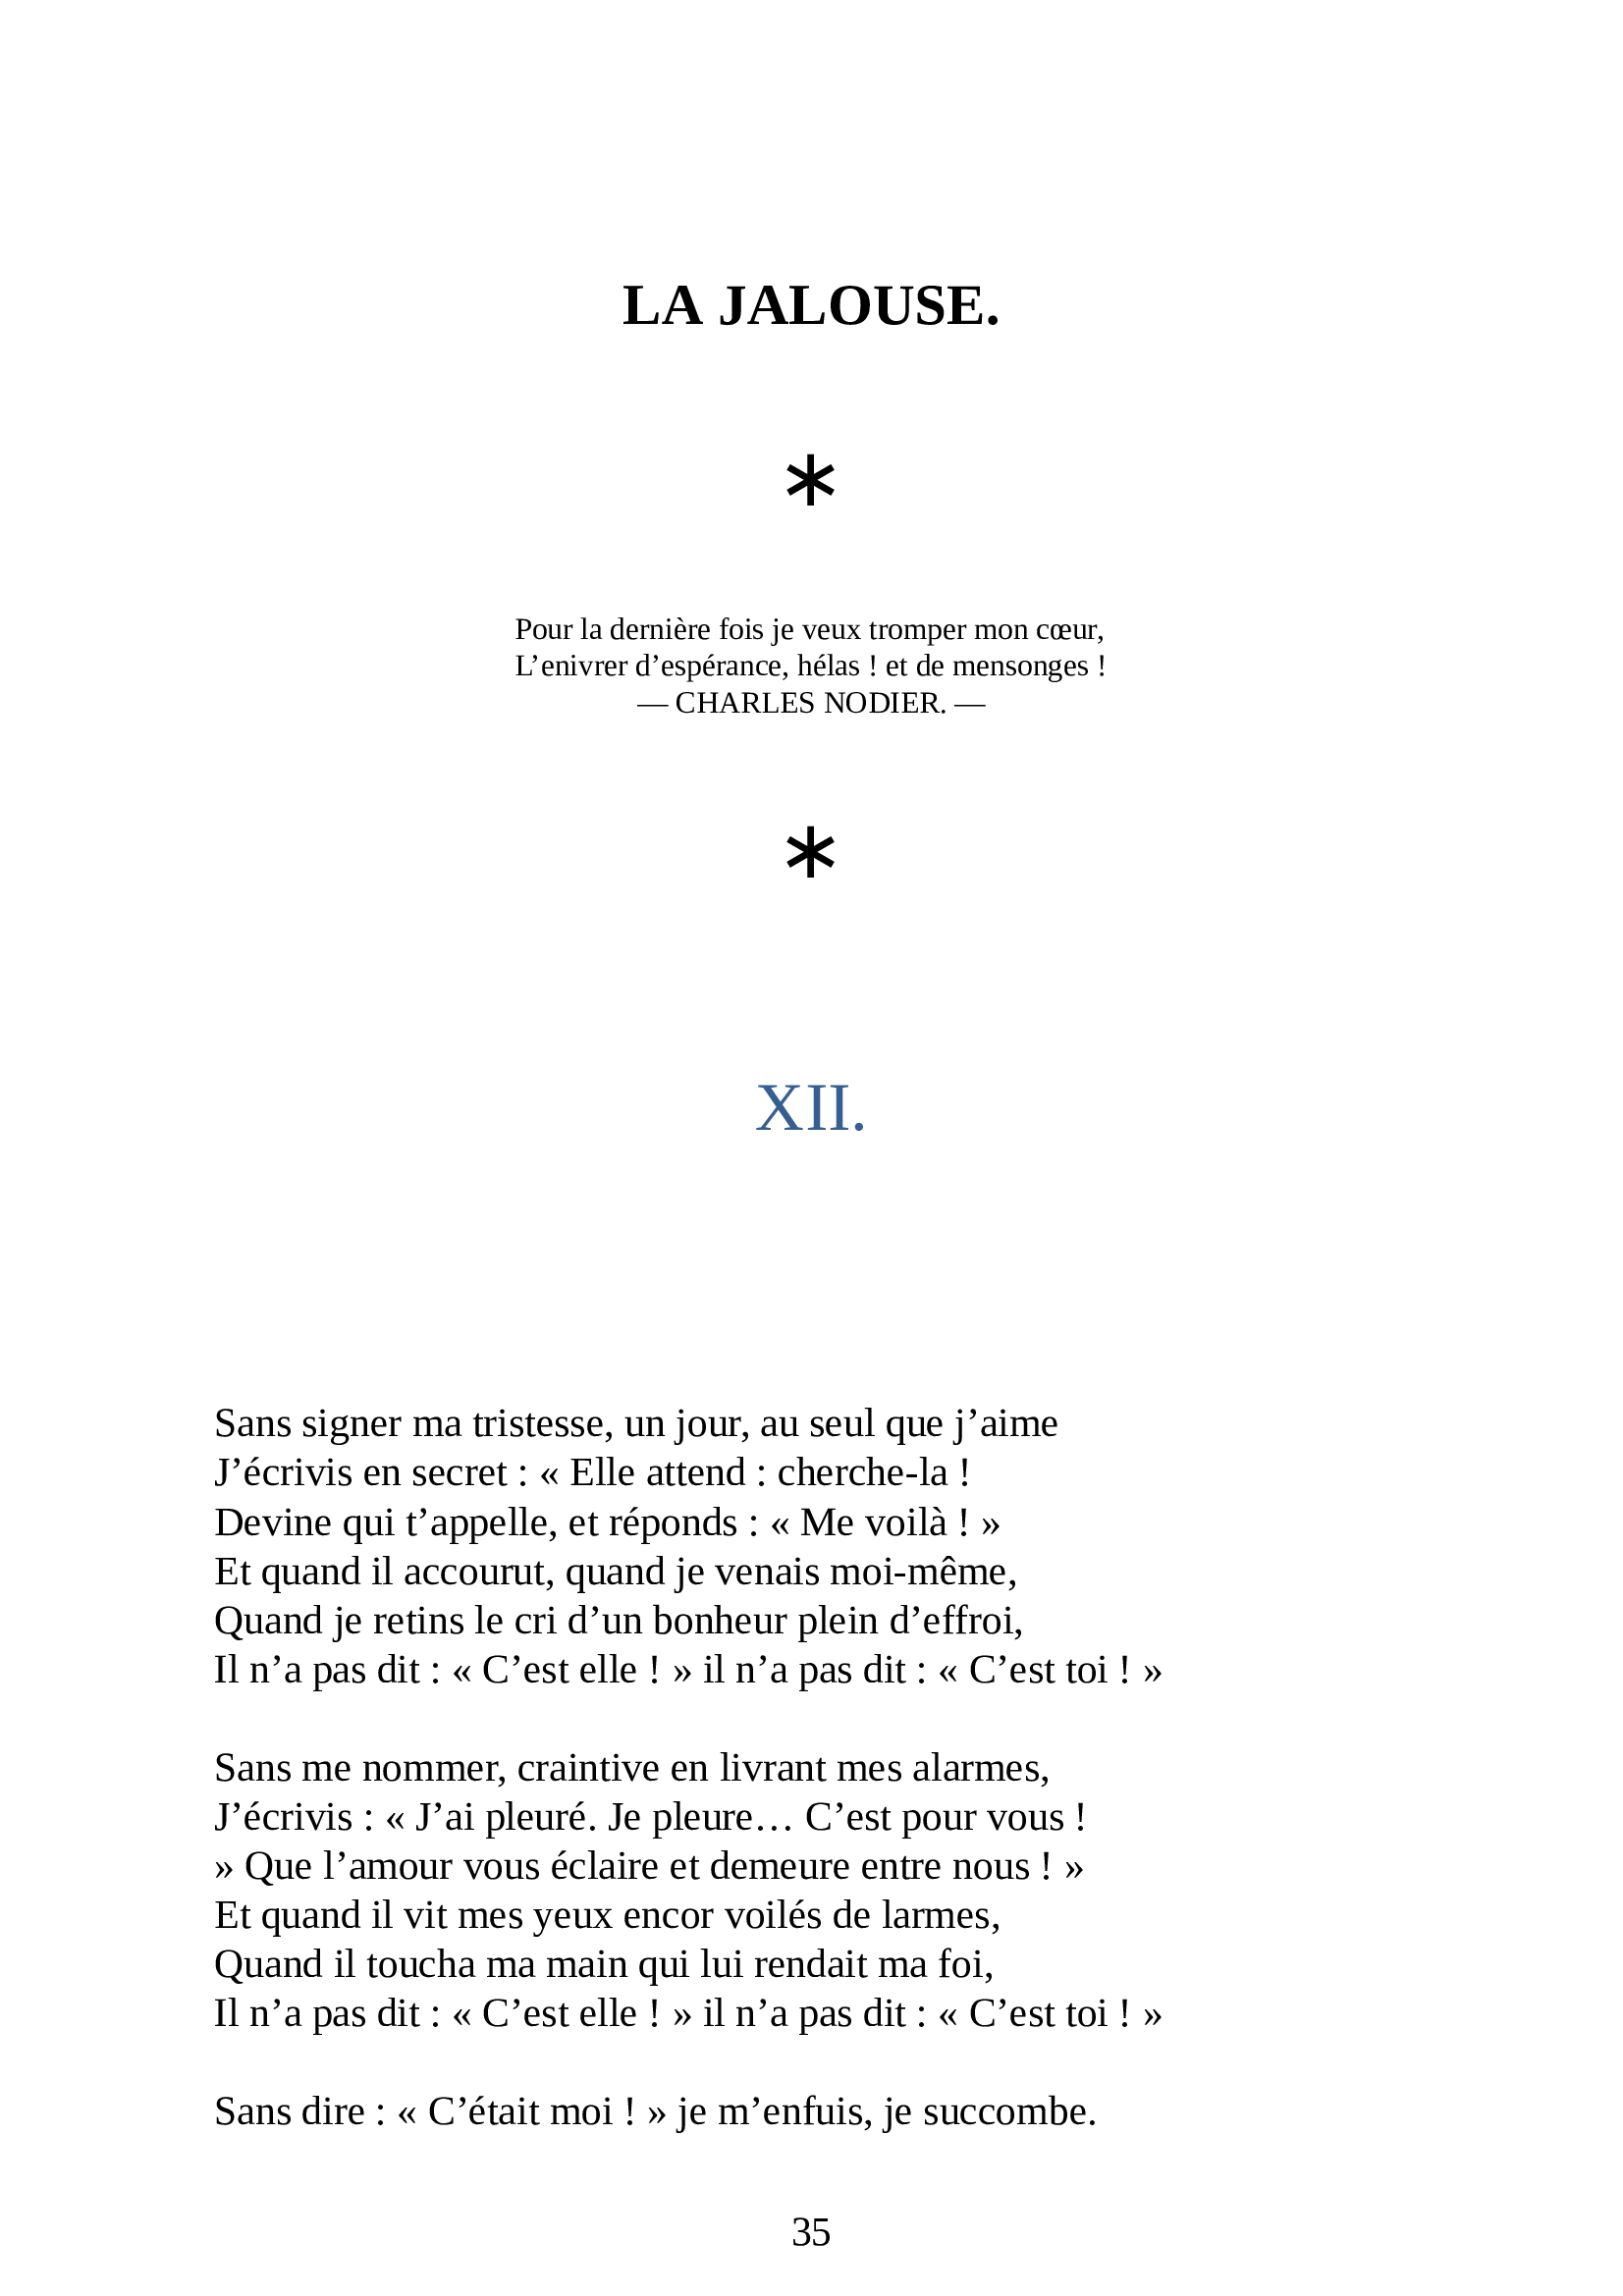 LA JALOUSE.
*
Pour la dernière fois je veux tromper mon cœur,
L’enivrer d’espérance, hélas ! et de mensonges !
— CHARLES NODIER. —
*
XII.
Sans signer ma tristesse, un jour, au seul que j’aime
J’écrivis en secret : « Elle attend : cherche-la !
Devine qui t’appelle, et réponds : « Me voilà ! »
Et quand il accourut, quand je venais moi-même,
Quand je retins le cri d’un bonheur plein d’effroi,
Il n’a pas dit : « C’est elle ! » il n’a pas dit : « C’est toi ! »
Sans me nommer, craintive en livrant mes alarmes,
J’écrivis : « J’ai pleuré. Je pleure… C’est pour vous !
» Que l’amour vous éclaire et demeure entre nous ! »
Et quand il vit mes yeux encor voilés de larmes,
Quand il toucha ma main qui lui rendait ma foi,
Il n’a pas dit : « C’est elle ! » il n’a pas dit : « C’est toi ! »
Sans dire : « C’était moi ! » je m’enfuis, je succombe.
35